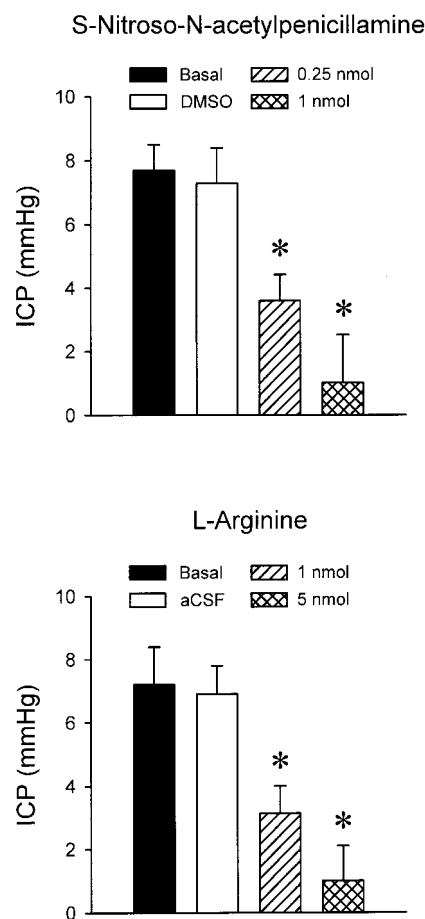 S-Nitroso-N-acetylpenicillamine
Basal 0.25 nmol
DMSO 1 nmol
10
8
6
4
2
0
ICP (mmHg)
*
*
L-Arginine
Basal 1 nmol
aCSF 5 nmol
10
8
6
4
2
0
ICP (mmHg)
*
*